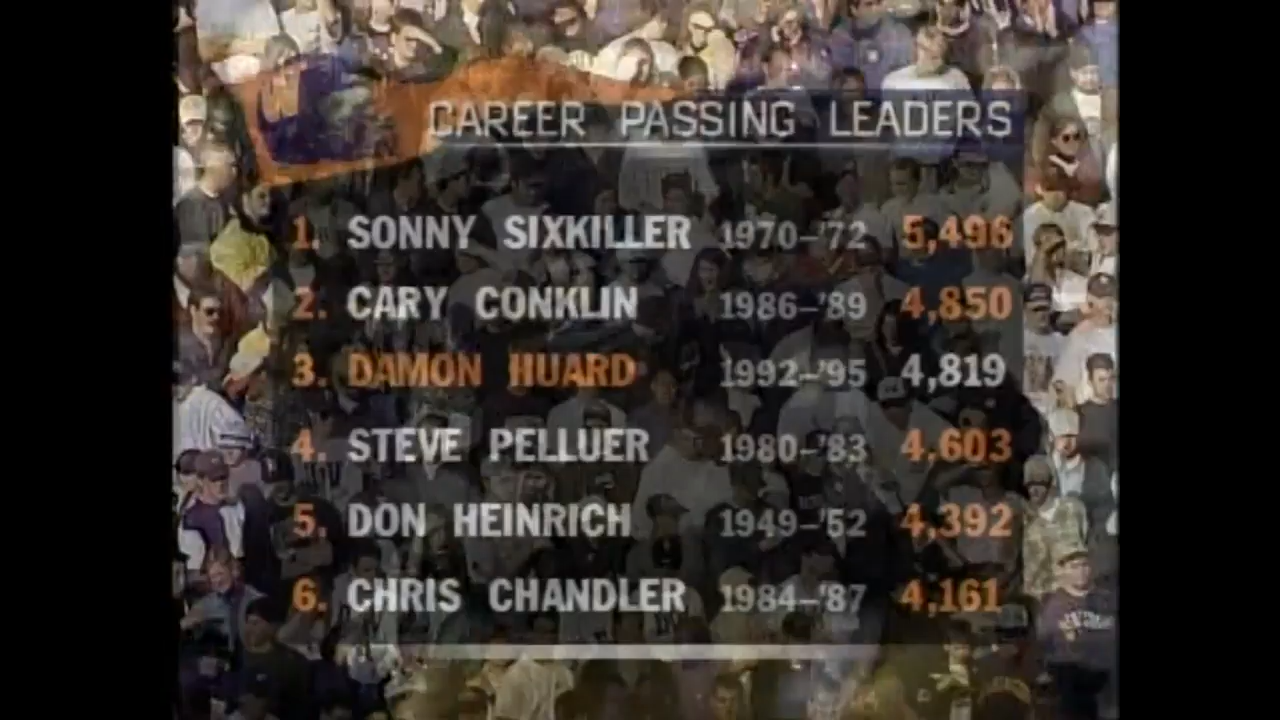 CAREER PASSING LEADERS
1. SONNY SIXKILLER 1970–'72 5,496
2. CARY CONKLIN 1986–'89 4,850
3. DAMON HUARD 1992–'95 4,819
4. STEVE PELLUER 1980–'83 4.603
5. DON HEINRICH 1949–'52 4,392
6. CHRIS CHANDLER 1984–'87 4,161